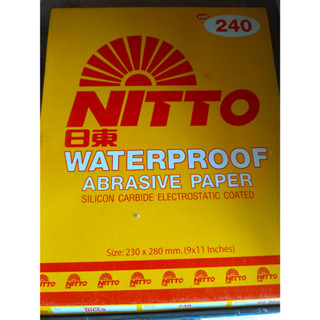 240
NITTO
日東
WATERPROOF
ABRASIVE PAPER
SILICON CARBIDE ELECTROSTATIC COATED
Size: 230 x 280 mm. (9x11 Inches)
NITTO NITTO NITTO NITTO NITTO NITTO NITTO NITTO
240